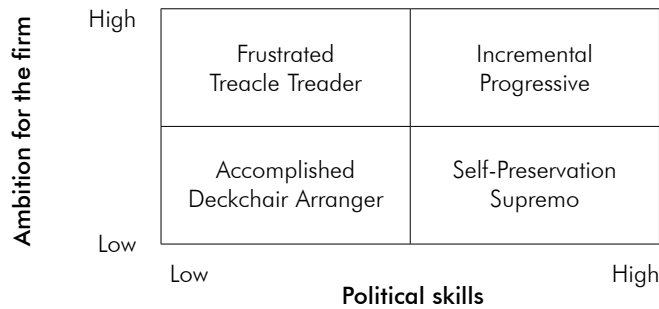 Ambition for the firm
High
Frustrated
Treacle Treader
Incremental
Progressive
Accomplished
Deckchair Arranger
Self-Preservation
Supremo
Low
Low
High
Political skills